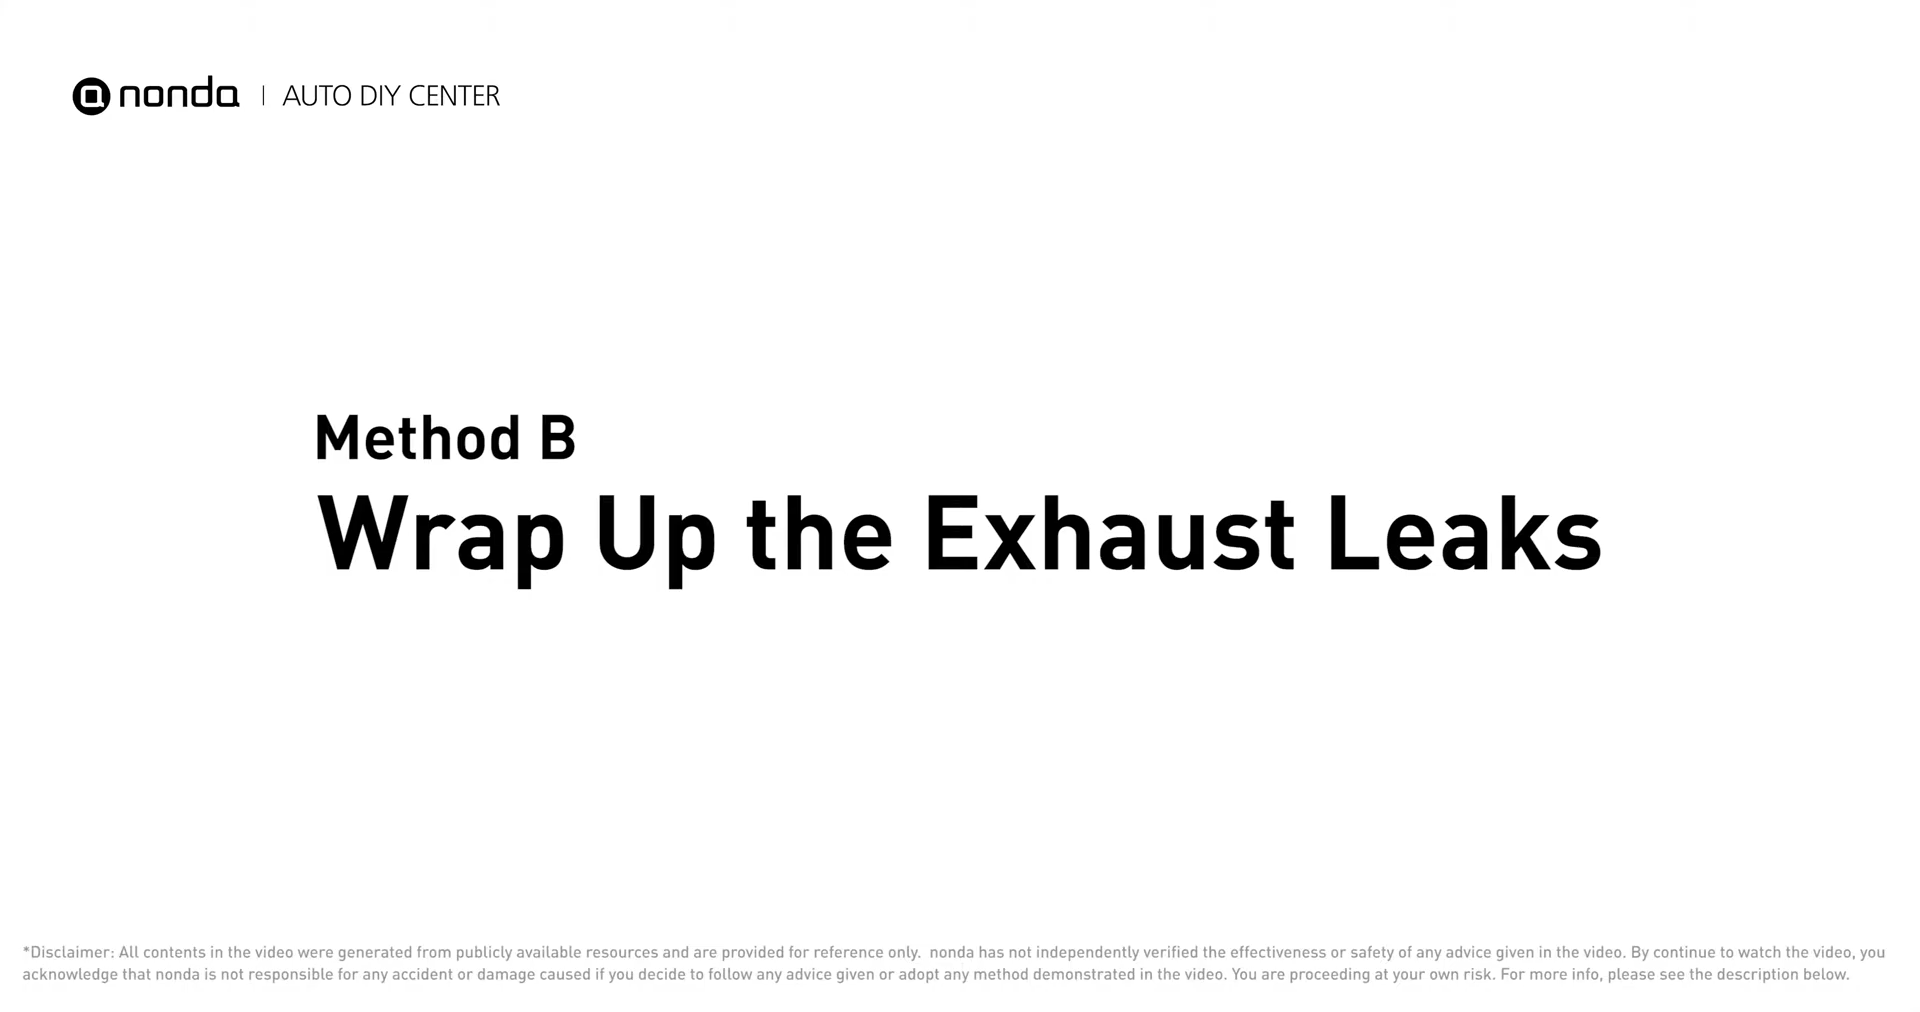 nonda | AUTO DIY CENTER
Method B
Wrap Up the Exhaust Leaks
*Disclaimer: All contents in the video were generated from publicly available resources and are provided for reference only.  nonda has not independently verified the effectiveness or safety of any advice given in the video. By continue to watch the video, you
acknowledge that nonda is not responsible for any accident or damage caused if you decide to follow any advice given or adopt any method demonstrated in the video. You are proceeding at your own risk. For more info, please see the description below.